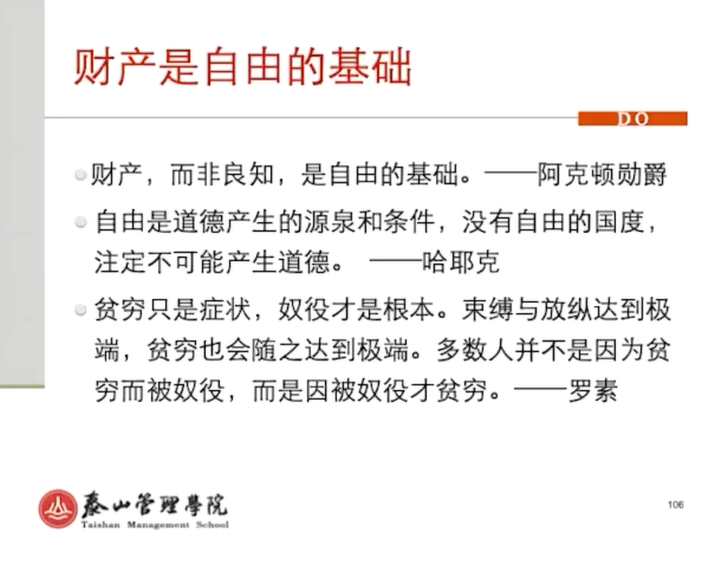 财产是自由的基础
DO
财产，而非良知，是自由的基础。——阿克顿勋爵
自由是道德产生的源泉和条件，没有自由的国度，
注定不可能产生道德。 ——哈耶克
贫穷只是症状，奴役才是根本。束缚与放纵达到极
端，贫穷也会随之达到极端。多数人并不是因为贫
穷而被奴役，而是因被奴役才贫穷。——罗素
泰山管理學院
Taishan Management School
106